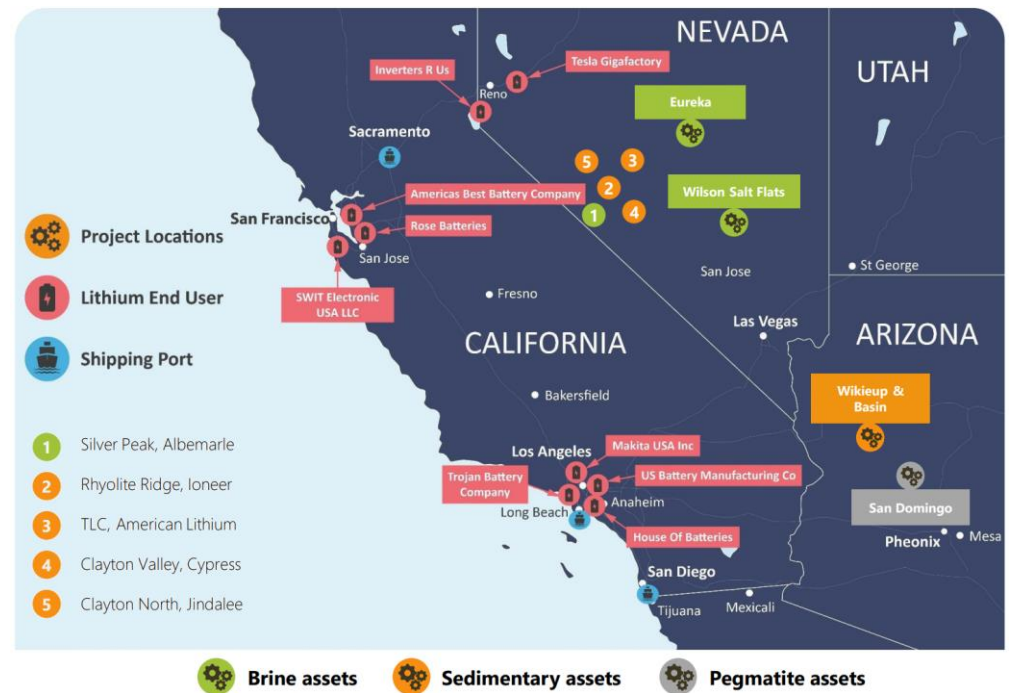 NEVADA
UTAH
Inverters R Us
Tesla Gigafactory
Reno
Eureka
Sacramento
5
3
2
1
4
Wilson Salt Flats
Americas Best Battery Company
San Francisco
Rose Batteries
San Jose
SWIT Electronic
USA LLC
San Jose
St George
Project Locations
Lithium End User
Shipping Port
Fresno
Las Vegas
CALIFORNIA
ARIZONA
Bakersfield
Wikieup &
Basin
Los Angeles
Makita USA Inc
Trojan Battery
Company
US Battery Manufacturing Co
Long Beach
Anaheim
House Of Batteries
San Domingo
Pheonix
Mesa
San Diego
Tijuana
Mexicali
1 Silver Peak, Albemarle
2 Rhyolite Ridge, Ioneer
3 TLC, American Lithium
4 Clayton Valley, Cypress
5 Clayton North, Jindalee
Brine assets
Sedimentary assets
Pegmatite assets